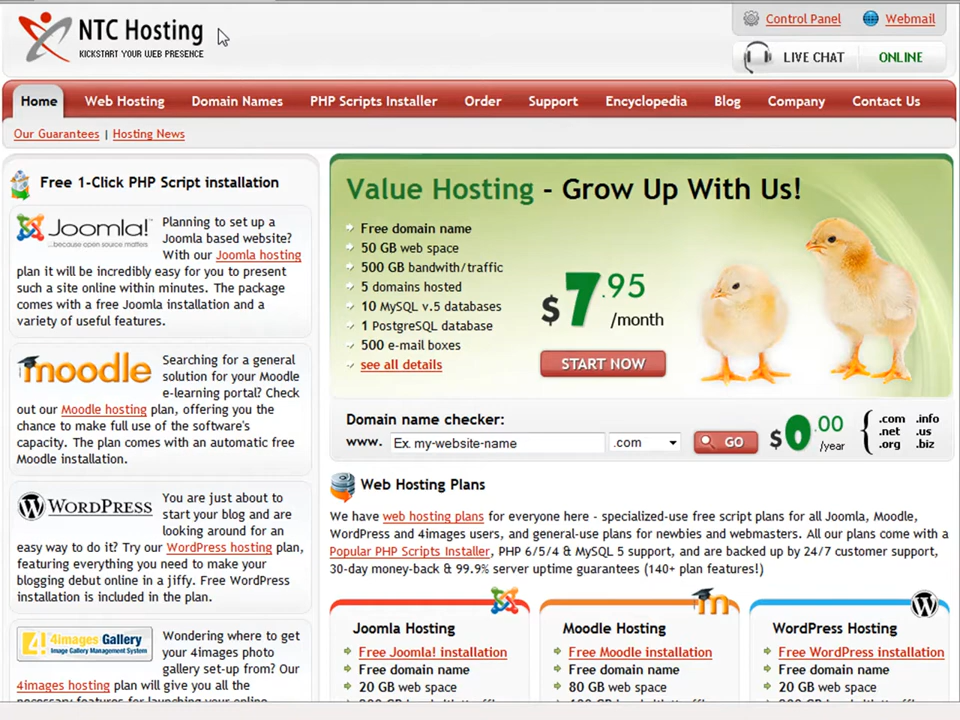 NTC Hosting
KICKSTART YOUR WEB PRESENCE
Control Panel
Webmail
LIVE CHAT
ONLINE
Home
Web Hosting
Domain Names
PHP Scripts Installer
Order
Support
Encyclopedia
Blog
Company
Contact Us
Our Guarantees | Hosting News
Free 1-Click PHP Script installation
Joomla!
...because open source matters
Planning to set up a
Joomla based website?
With our Joomla hosting
plan it will be incredibly easy for you to present
such a site online within minutes. The package
comes with a free Joomla installation and a
variety of useful features.
moodle
Searching for a general
solution for your Moodle
e-learning portal? Check
out our Moodle hosting plan, offering you the
chance to make full use of the software's
capacity. The plan comes with an automatic free
Moodle installation.
WORDPRESS
You are just about to
start your blog and are
looking around for an
easy way to do it? Try our WordPress hosting plan,
featuring everything you need to make your
blogging debut online in a jiffy. Free WordPress
installation is included in the plan.
4images Gallery
Image Gallery Management System
Wondering where to get
your 4images photo
gallery set-up from? Our
4images hosting plan will give you all the
Value Hosting - Grow Up With Us!
Free domain name
50 GB web space
500 GB bandwith/traffic
5 domains hosted
10 MySQL v.5 databases
1 PostgreSQL database
500 e-mail boxes
see all details
$7.95
/month
START NOW
Domain name checker:
www.
Ex. my-website-name
.com
GO
$0.00
/year
.com .info
.net .us
.org .biz
Web Hosting Plans
We have web hosting plans for everyone here - specialized-use free script plans for all Joomla, Moodle,
WordPress and 4images users, and general-use plans for newbies and webmasters. All our plans come with a
Popular PHP Scripts Installer, PHP 6/5/4 & MySQL 5 support, and are backed up by 24/7 customer support,
30-day money-back & 99.9% server uptime guarantees (140+ plan features!)
Joomla Hosting
Free Joomla! installation
Free domain name
20 GB web space
Moodle Hosting
Free Moodle installation
Free domain name
80 GB web space
WordPress Hosting
Free WordPress installation
Free domain name
20 GB web space